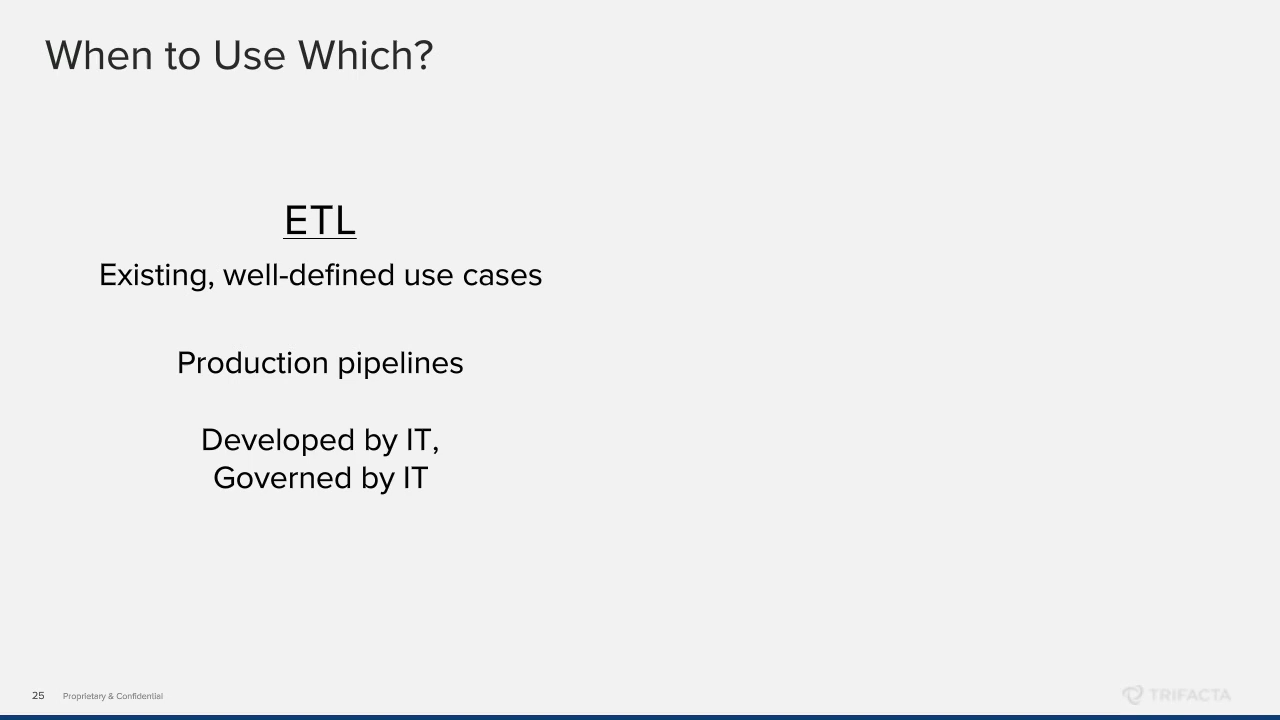 When to Use Which?
ETL
Existing, well-defined use cases
Production pipelines
Developed by IT,
Governed by IT
25 Proprietary & Confidential
TRIFACTA